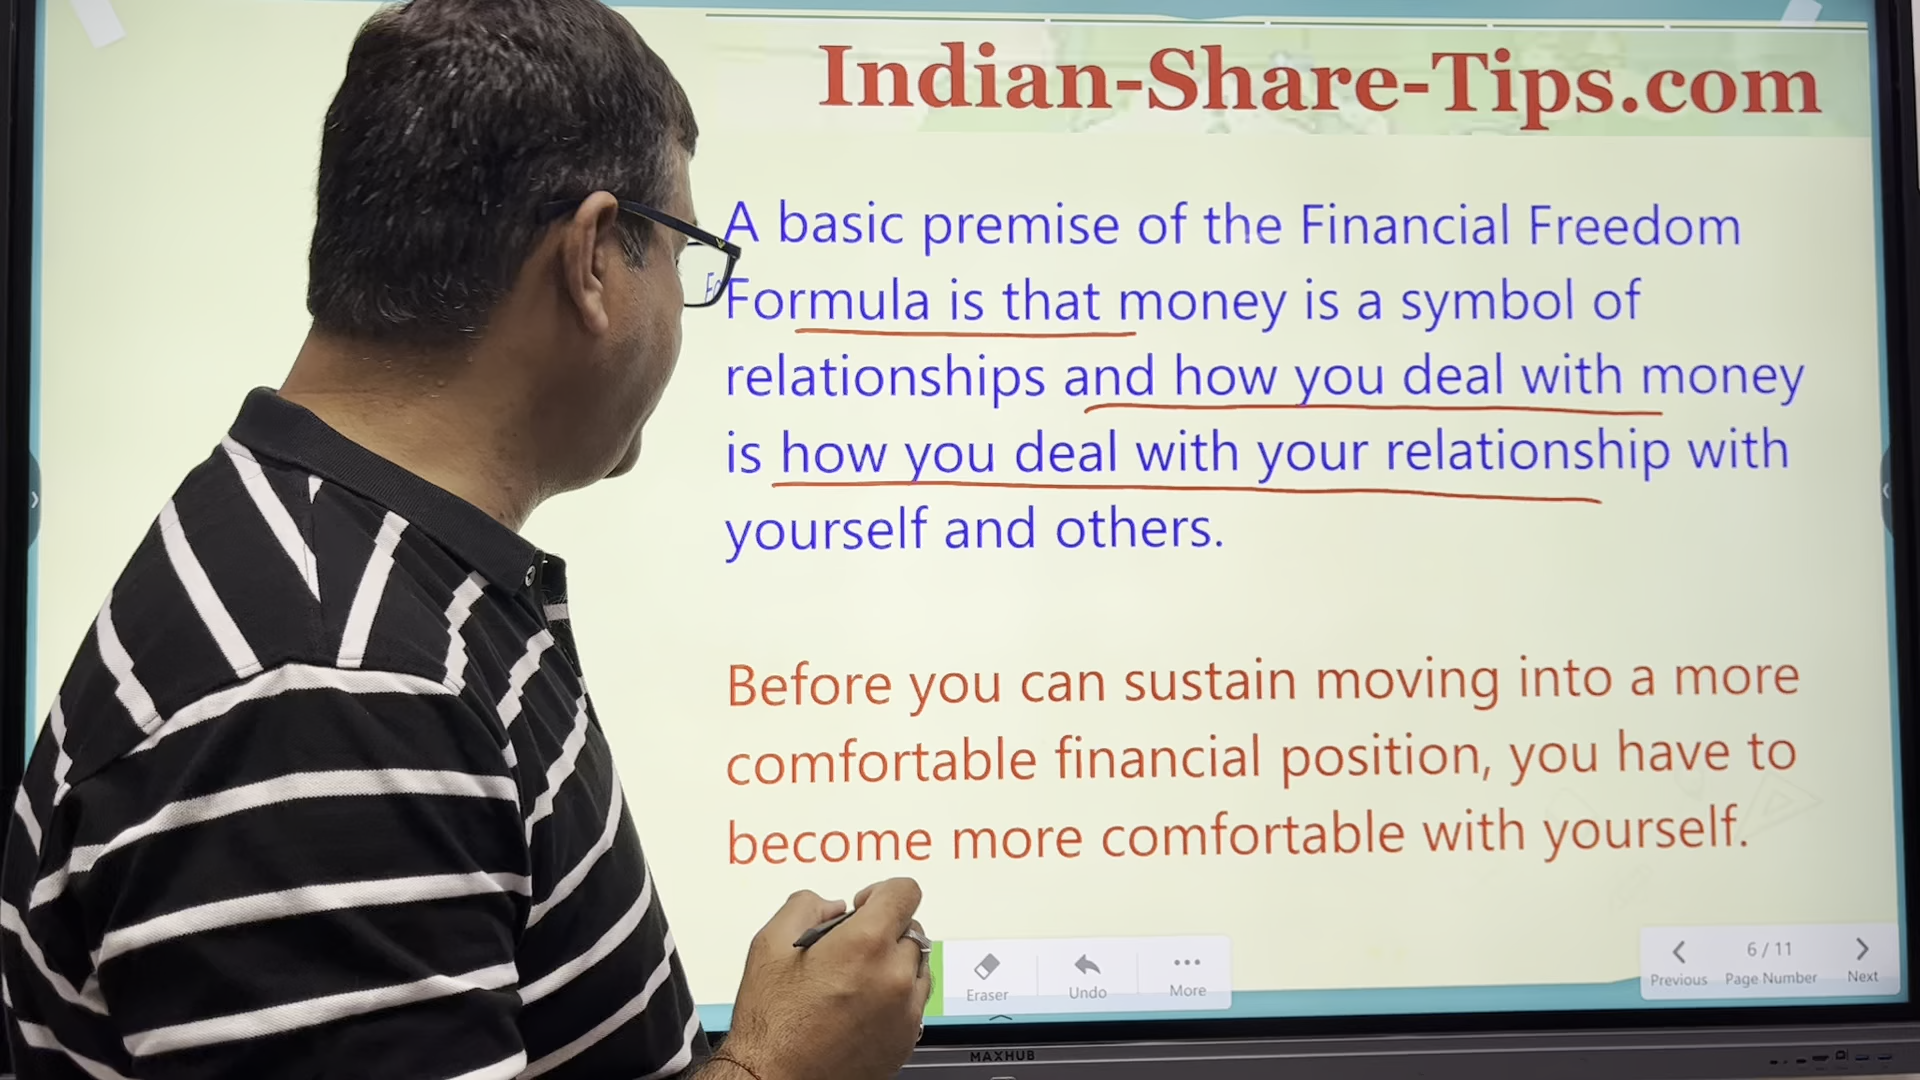 Indian-Share-Tips.com
A basic premise of the Financial Freedom
Formula is that money is a symbol of
relationships and how you deal with money
is how you deal with your relationship with
yourself and others.
Before you can sustain moving into a more
comfortable financial position, you have to
become more comfortable with yourself.
Eraser
Undo
More
6 / 11
Previous
Page Number
Next
MAXHUB